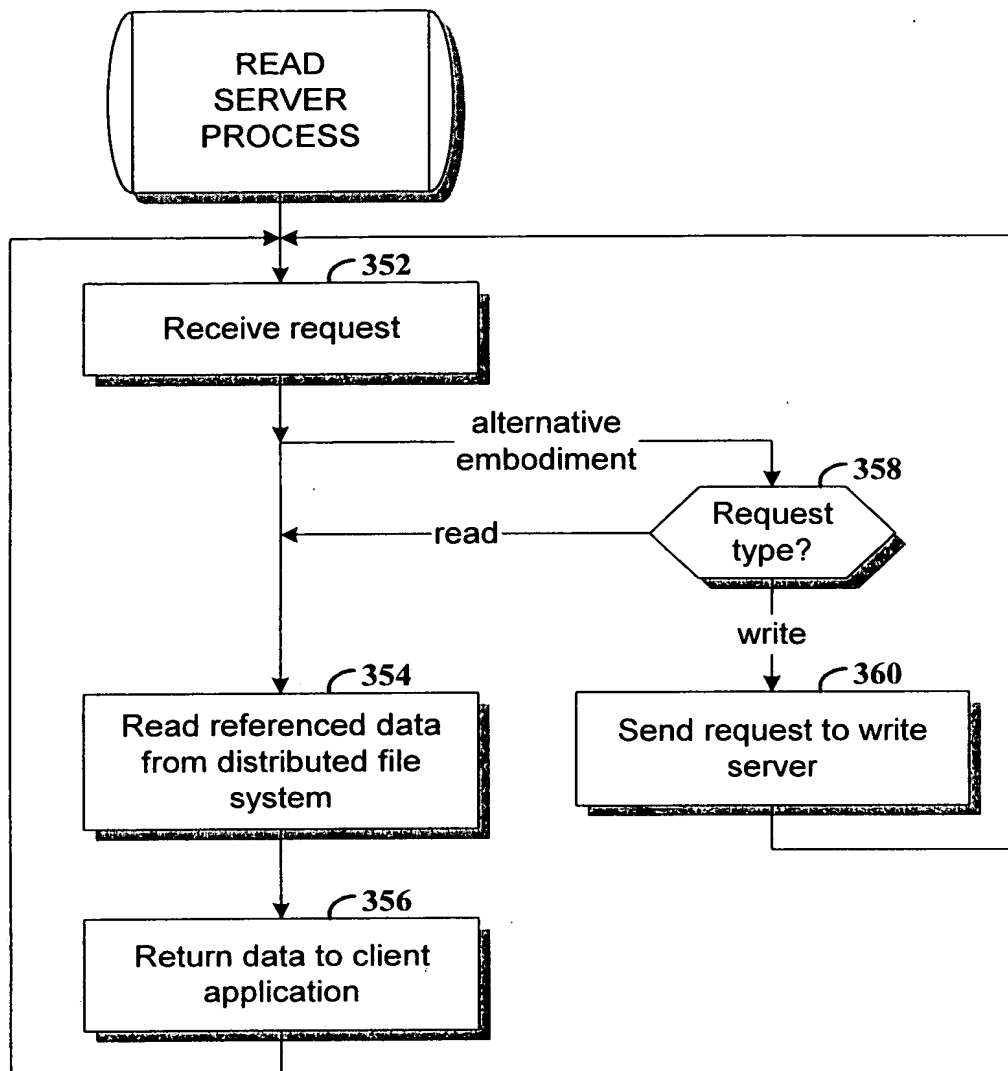 READ
SERVER
PROCESS
352
Receive request
alternative
embodiment
358
Request
type?
read
write
354
Read referenced data
from distributed file
system
360
Send request to write
server
356
Return data to client
application